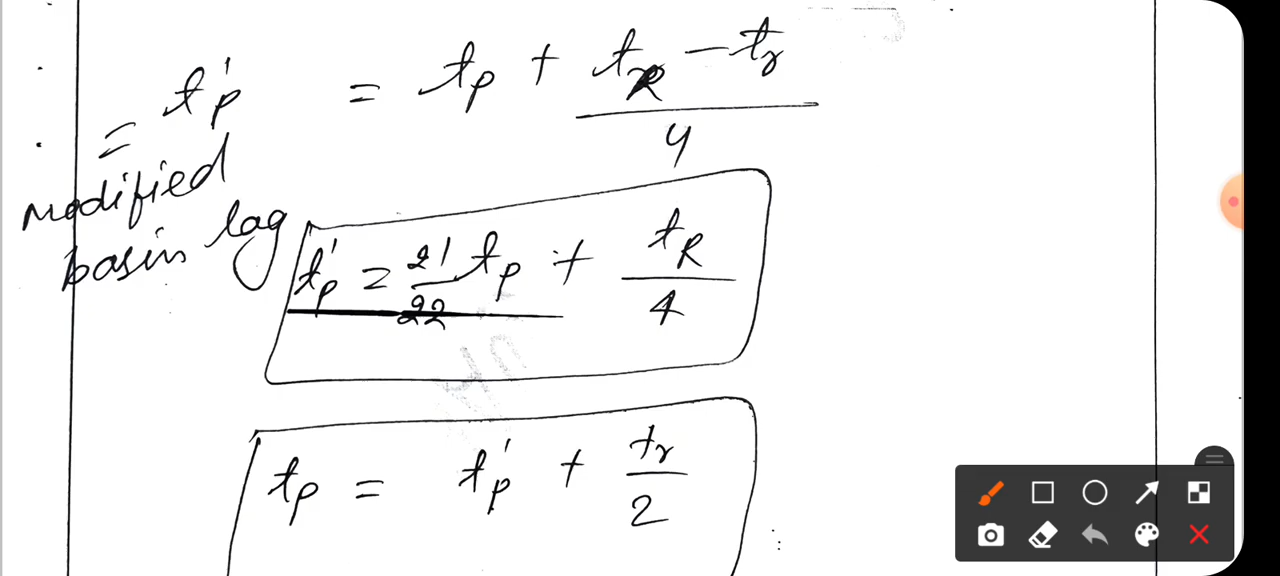 = t'p = tp + tR - tr / 4
modified
basin lag
t'p = 21/22 tp + tR/4
tp = t'p + tr/2